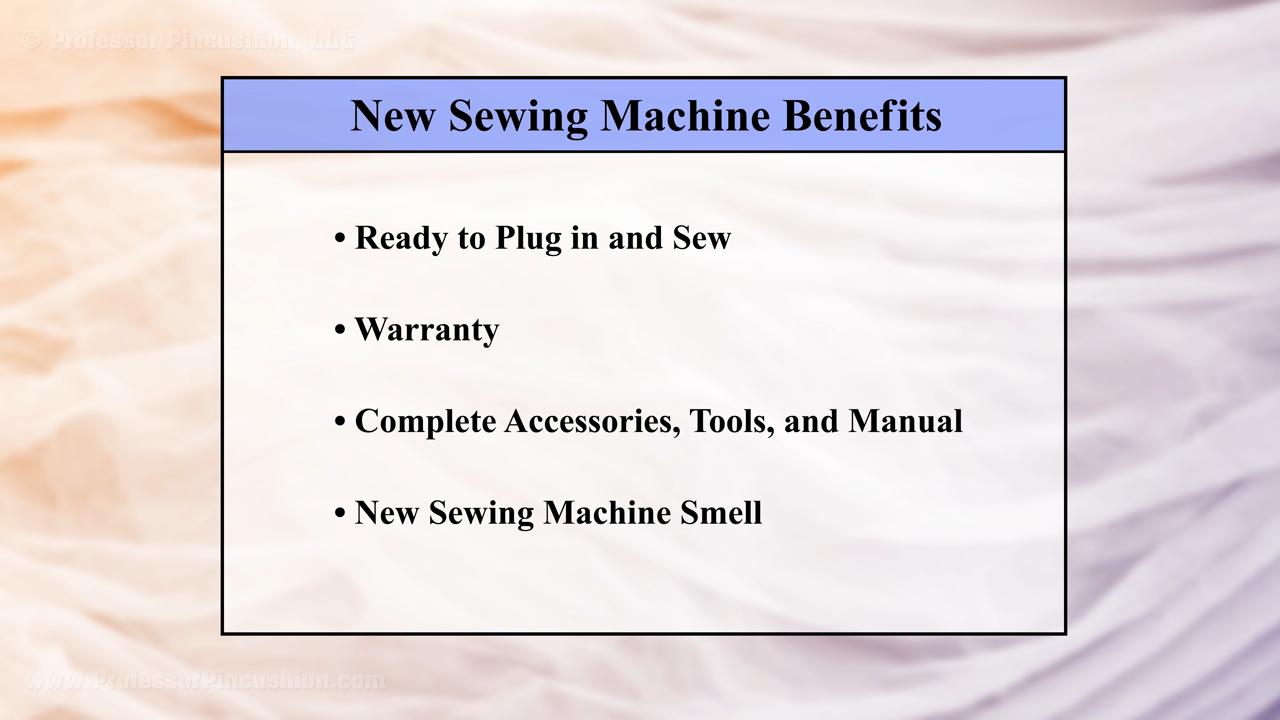 © Professor Pincushion, LLC
New Sewing Machine Benefits
• Ready to Plug in and Sew
• Warranty
• Complete Accessories, Tools, and Manual
• New Sewing Machine Smell
www.ProfessorPincushion.com